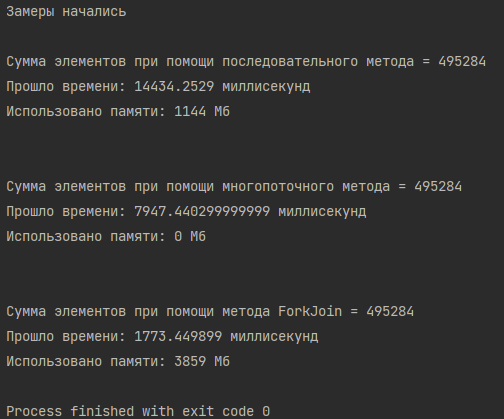 Замеры начались
Сумма элементов при помощи последовательного метода = 495284
Прошло времени: 14434.2529 миллисекунд
Использовано памяти: 1144 Мб
Сумма элементов при помощи многопоточного метода = 495284
Прошло времени: 7947.440299999999 миллисекунд
Использовано памяти: 0 Мб
Сумма элементов при помощи метода ForkJoin = 495284
Прошло времени: 1773.449899 миллисекунд
Использовано памяти: 3859 Мб
Process finished with exit code 0